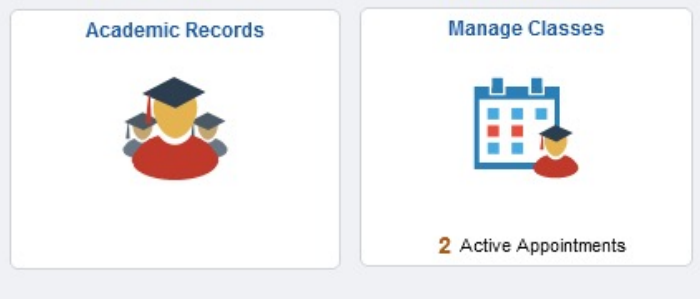 Academic Records
Manage Classes
2 Active Appointments